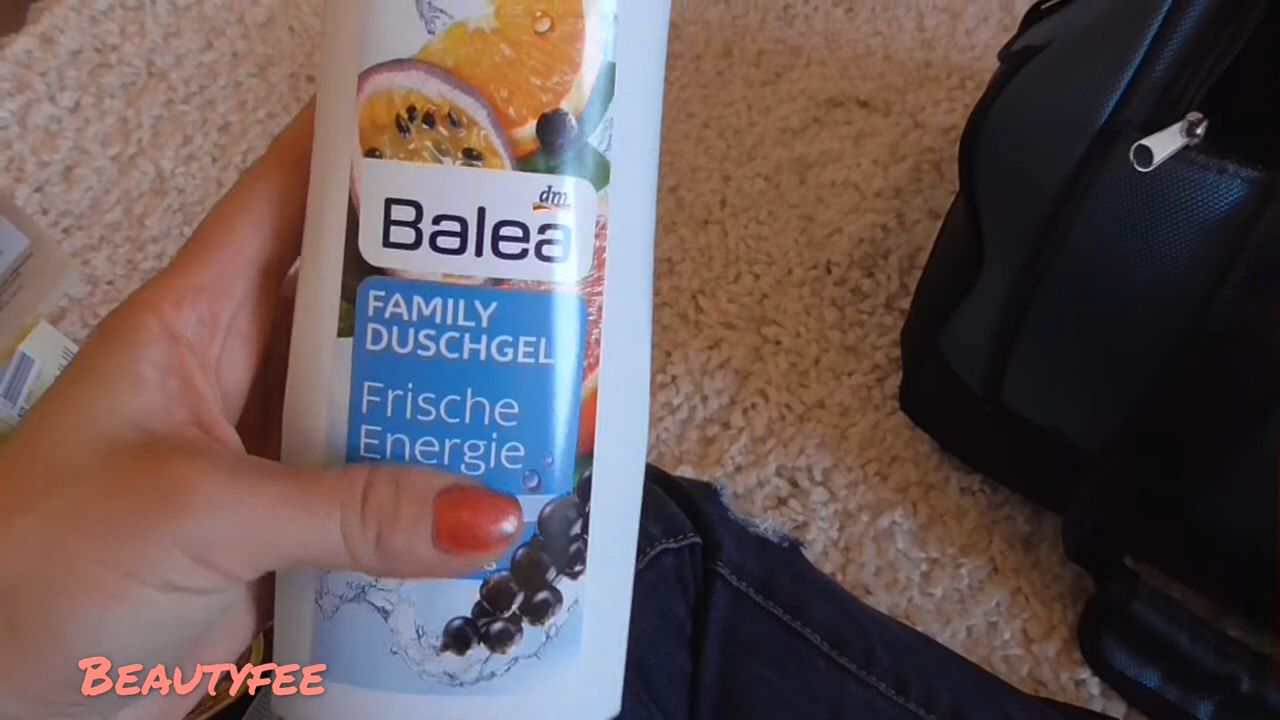 dm
Balea
FAMILY
DUSCHGEL
Frische
Energie
BEAUTYFEE